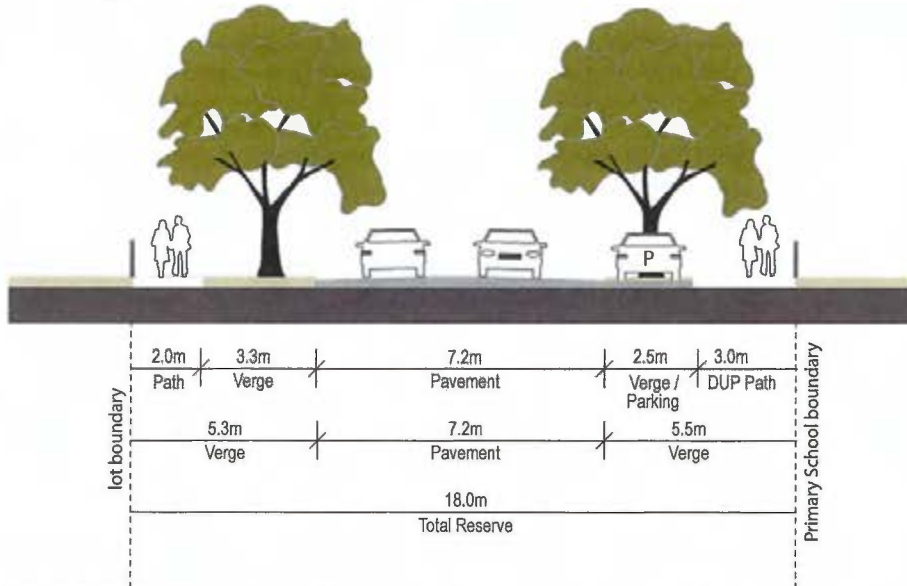 P
2.0m 3.3m 7.2m 2.5m 3.0m
Path Verge Pavement Verge / DUP Path
Parking
5.3m 7.2m 5.5m
Verge Pavement Verge
18.0m
Total Reserve
lot boundary
Primary School boundary